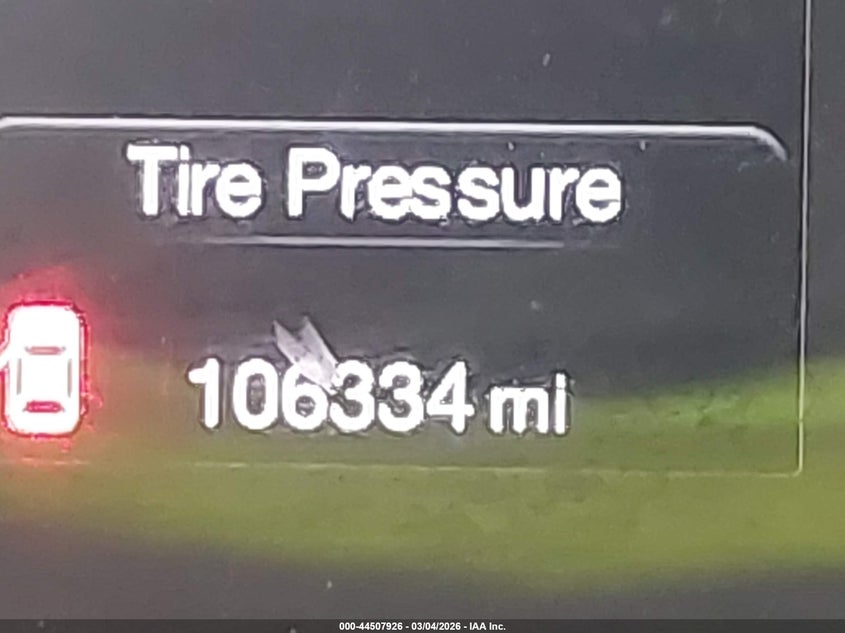 Tire Pressure
106334 mi
000-44507926 - 03/04/2026 - IAA Inc.